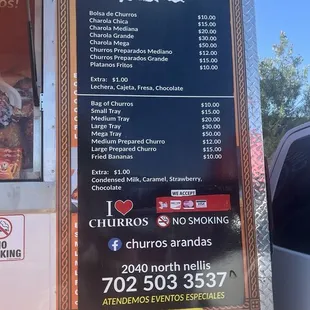 Bolsa de Churros $10.00
Charola Chica $15.00
Charola Mediana $20.00
Charola Grande $30.00
Charola Mega $50.00
Churros Preparados Mediano $12.00
Churros Preparados Grande $15.00
Platanos Fritos $10.00
Extra: $1.00
Lechera, Cajeta, Fresa, Chocolate
Bag of Churros $10.00
Small Tray $15.00
Medium Tray $20.00
Large Tray $30.00
Mega Tray $50.00
Medium Prepared Churro $12.00
Large Prepared Churro $15.00
Fried Bananas $10.00
Extra: $1.00
Condensed Milk, Caramel, Strawberry,
Chocolate
WE ACCEPT
I
CHURROS
NO SMOKING
churros arandas
2040 north nellis
702 503 3537
ATENDEMOS EVENTOS ESPECIALES
NO
SMOKING